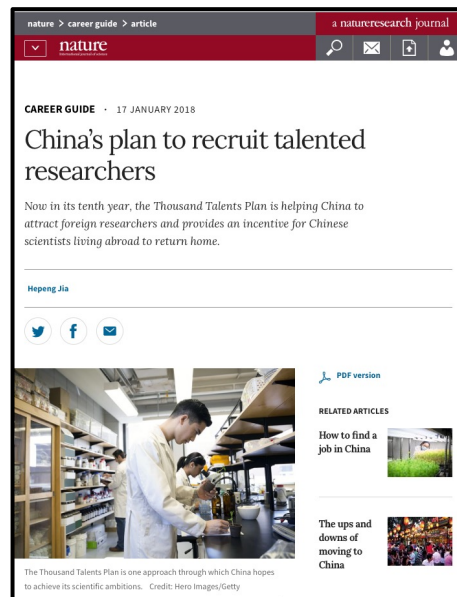 nature > career guide > article
a natureresearch journal
nature
International journal of science
CAREER GUIDE · 17 JANUARY 2018
China’s plan to recruit talented
researchers
Now in its tenth year, the Thousand Talents Plan is helping China to
attract foreign researchers and provides an incentive for Chinese
scientists living abroad to return home.
Hepeng Jia
PDF version
RELATED ARTICLES
How to find a
job in China
The ups and
downs of
moving to
China
The Thousand Talents Plan is one approach through which China hopes
to achieve its scientific ambitions. Credit: Hero Images/Getty